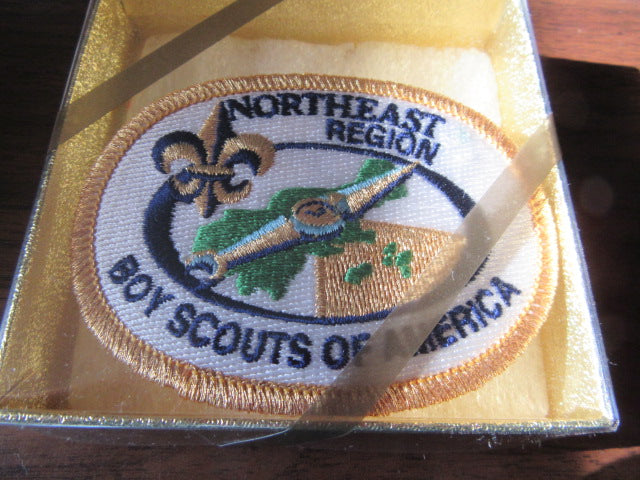 NORTHEAST
REGION
BOY SCOUTS OF AMERICA